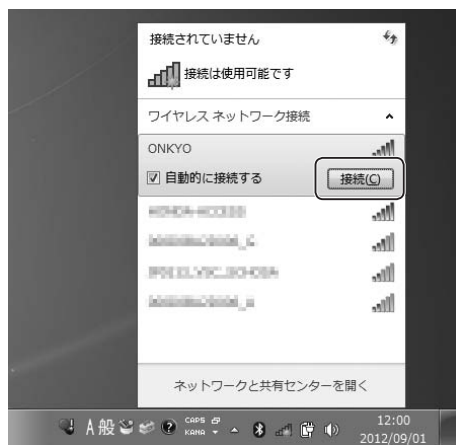 接続されていません
接続は使用可能です
ワイヤレス ネットワーク接続
ONKYO
自動的に接続する
接続(C)
ネットワークと共有センターを開く
A 般
CAPS
KANA
12:00
2012/09/01